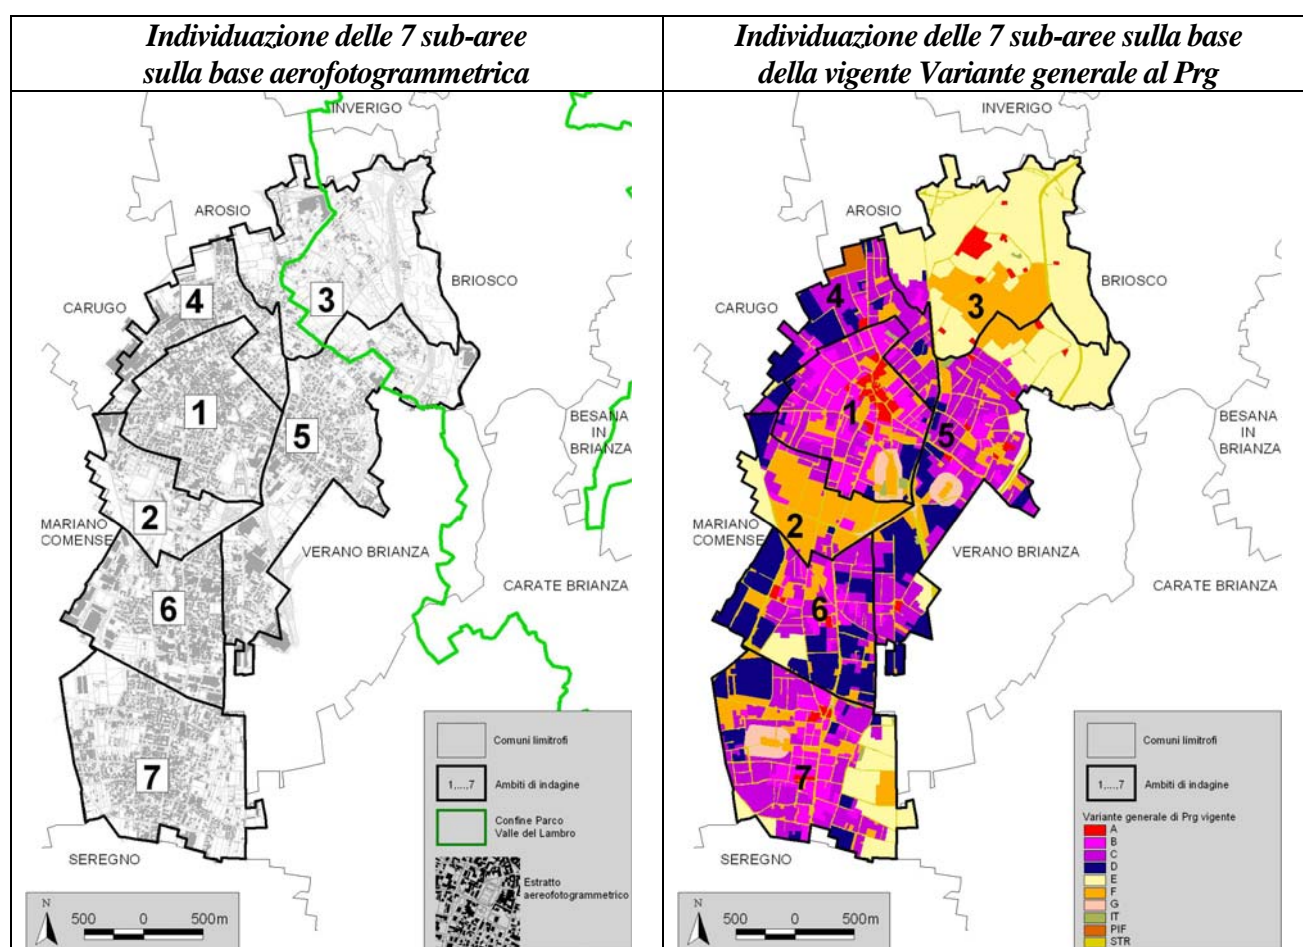 Individuazione delle 7 sub-aree
sulla base aerofotogrammetrica
Individuazione delle 7 sub-aree sulla base
della vigente Variante generale al Prg
INVERIGO
AROSIO
BRIOSCO
CARUGO
4
3
1
5
2
6
7
BESANA
IN
BRIANZA
MARIANO
COMENSE
VERANO BRIANZA
CARATE BRIANZA
SEREGNO
Comuni limitrofi
1,...,7 Ambiti di indagine
Confine Parco
Valle del Lambro
Estratto
aereofotogrammetrico
N
500 0 500m
INVERIGO
AROSIO
BRIOSCO
CARUGO
4
3
1
5
2
6
7
BESANA
IN
BRIANZA
MARIANO
COMENSE
VERANO BRIANZA
CARATE BRIANZA
SEREGNO
Comuni limitrofi
1,...,7 Ambiti di indagine
Variante generale di Prg vigente
A
B
C
D
E
F
G
IT
PIF
STR
N
500 0 500m